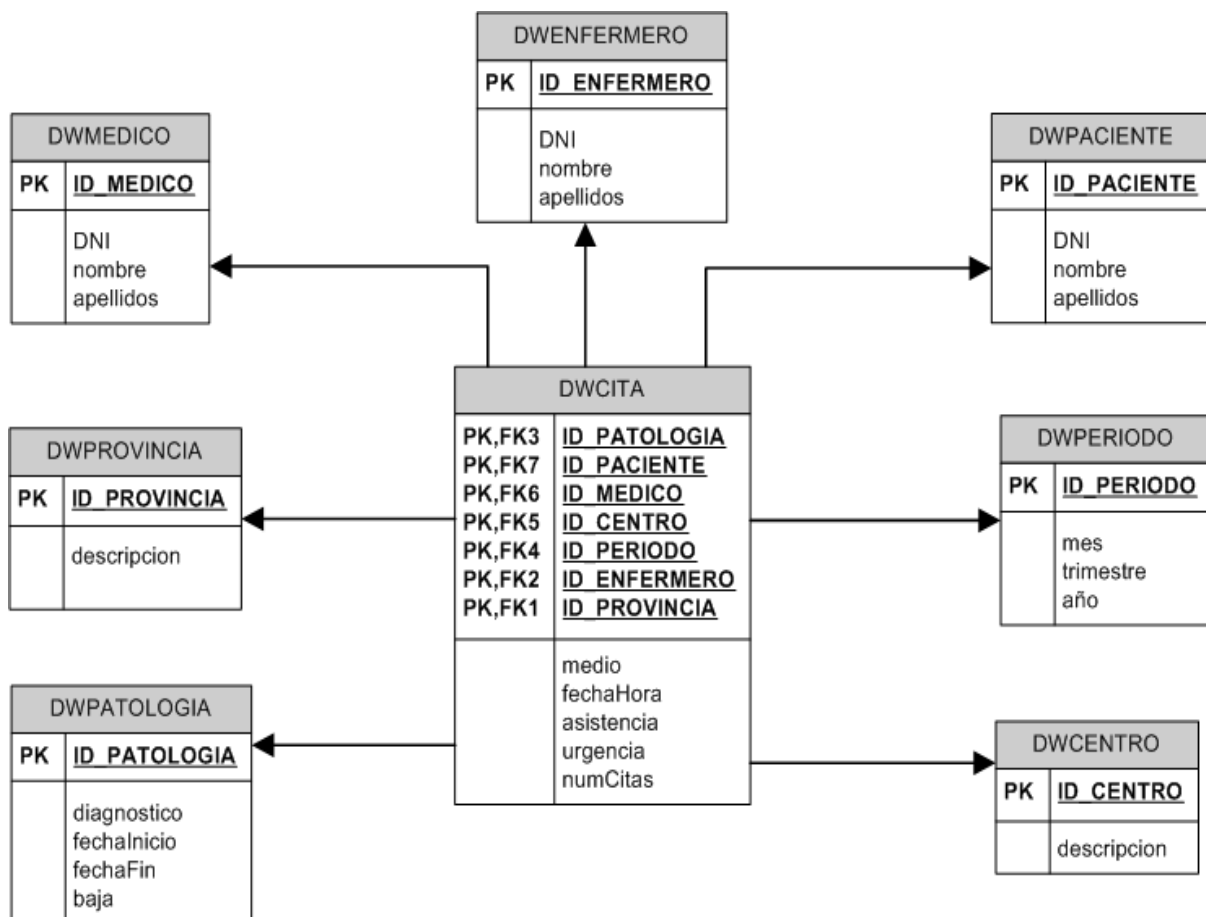 DWENFERMERO
PK ID_ENFERMERO
DNI
nombre
apellidos
DWMEDICO
PK ID_MEDICO
DNI
nombre
apellidos
DWPACIENTE
PK ID_PACIENTE
DNI
nombre
apellidos
DWCITA
PK,FK3 ID_PATOLOGIA
PK,FK7 ID_PACIENTE
PK,FK6 ID_MEDICO
PK,FK5 ID_CENTRO
PK,FK4 ID_PERIODO
PK,FK2 ID_ENFERMERO
PK,FK1 ID_PROVINCIA
medio
fechaHora
asistencia
urgencia
numCitas
DWPROVINCIA
PK ID_PROVINCIA
descripcion
DWPERIODO
PK ID_PERIODO
mes
trimestre
año
DWPATOLOGIA
PK ID_PATOLOGIA
diagnostico
fechaInicio
fechaFin
baja
DWCENTRO
PK ID_CENTRO
descripcion